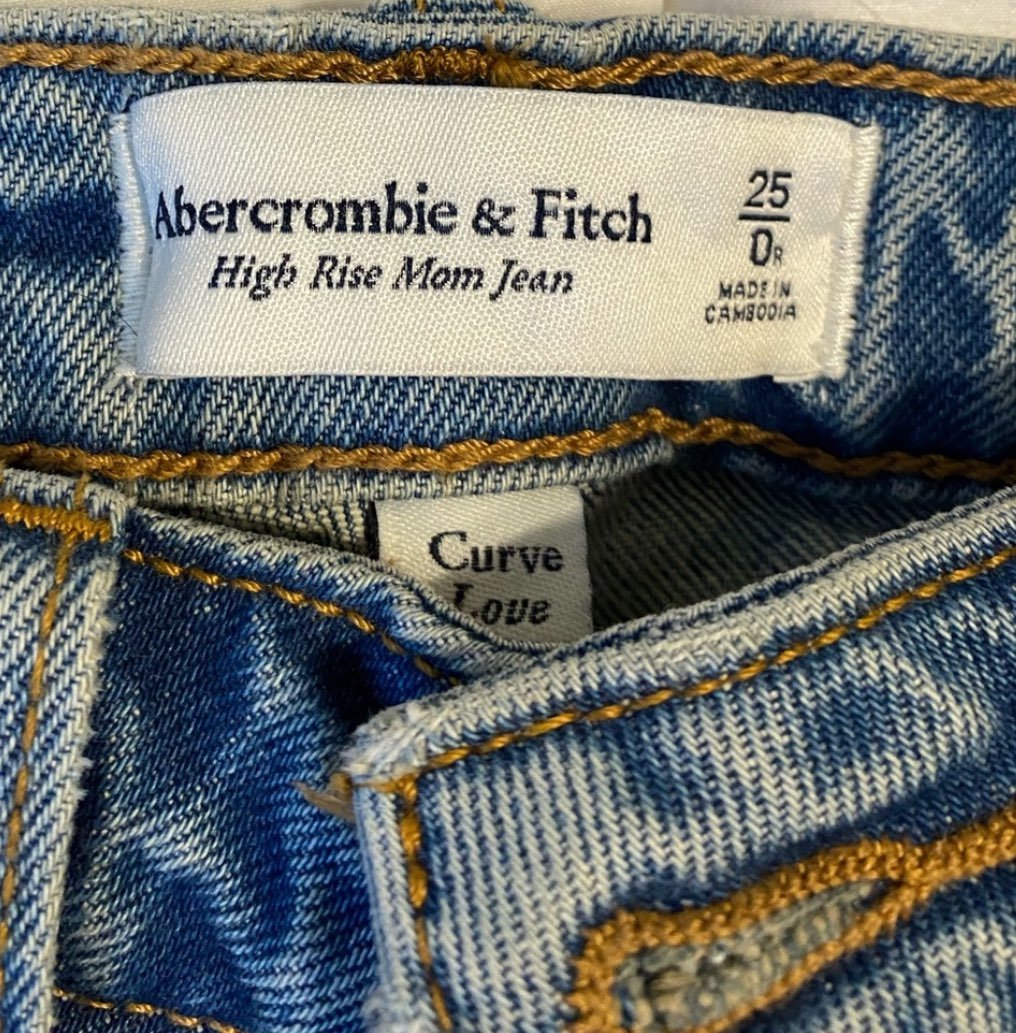 Abercrombie & Fitch
High Rise Mom Jean
25
0R
MADE IN
CAMBODIA
Curve
Love